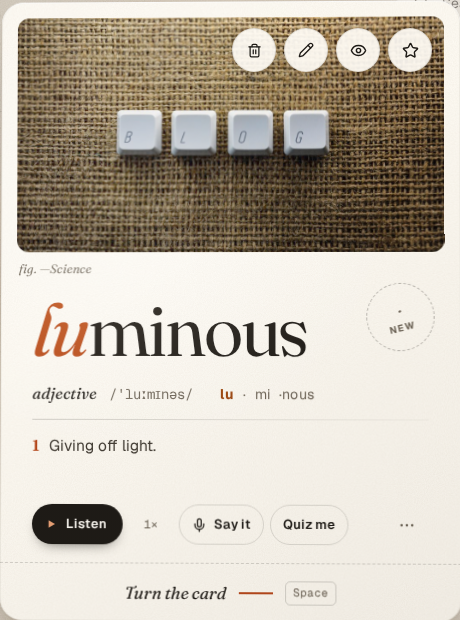 B L O G
fig. —Science
luminous
NEW
adjective /ˈluːmɪnəs/ lu · mi ·nous
1 Giving off light.
Listen 1× Say it Quiz me ...
Turn the card — Space